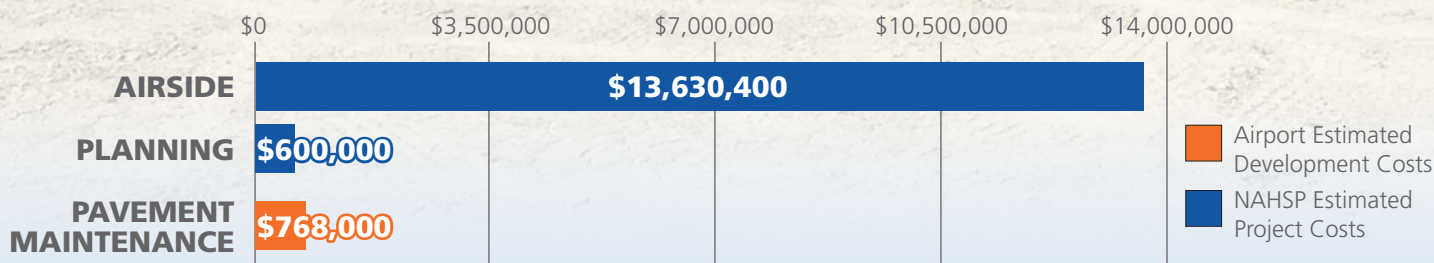 $0 $3,500,000 $7,000,000 $10,500,000 $14,000,000
AIRSIDE $13,630,400
PLANNING $600,000
PAVEMENT
MAINTENANCE $768,000
Airport Estimated
Development Costs
NAHSP Estimated
Project Costs